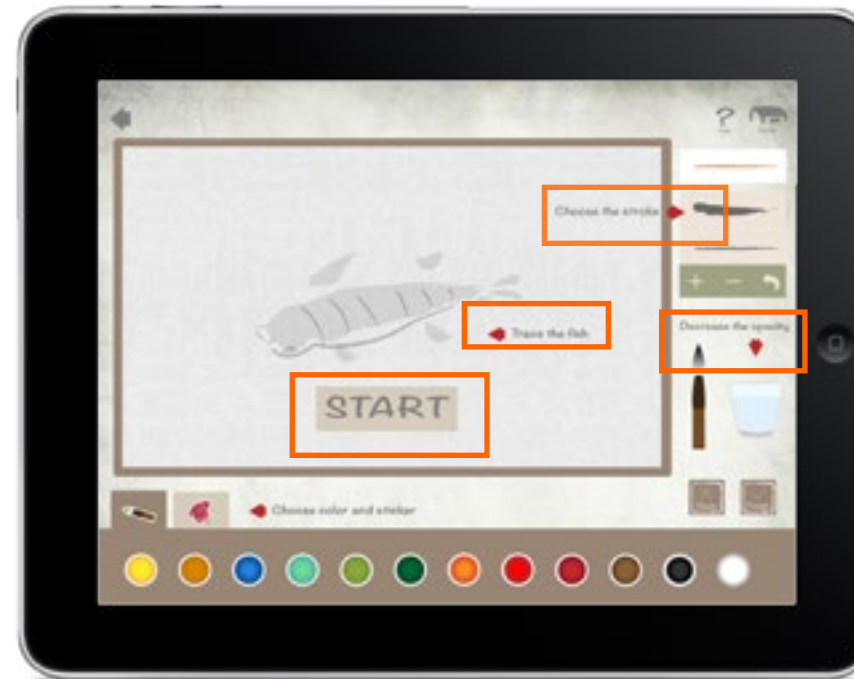 ?
Choose the stroke
+ −
Trace the fish
Decrease the opacity
START
Choose color and sticker